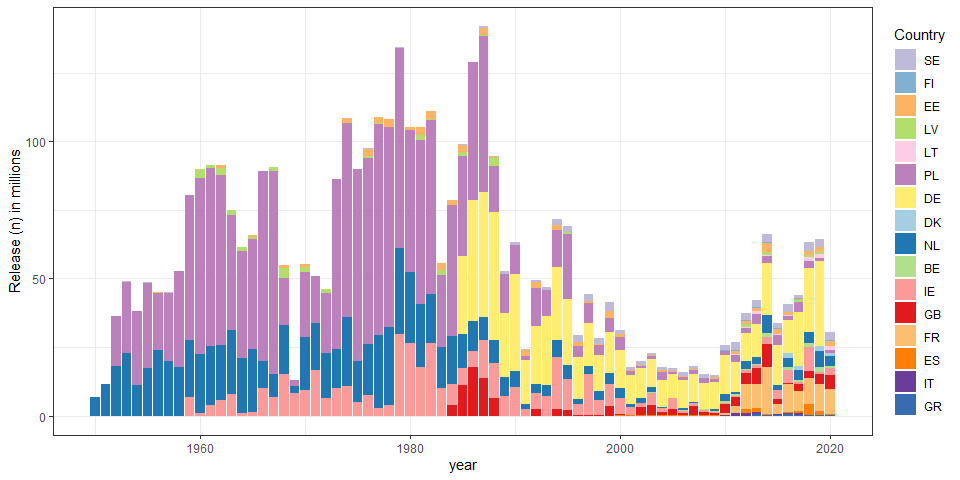 Release (n) in millions
100
50
0
1960
1980
2000
2020
year
Country
SE
FI
EE
LV
LT
PL
DE
DK
NL
BE
IE
GB
FR
ES
IT
GR